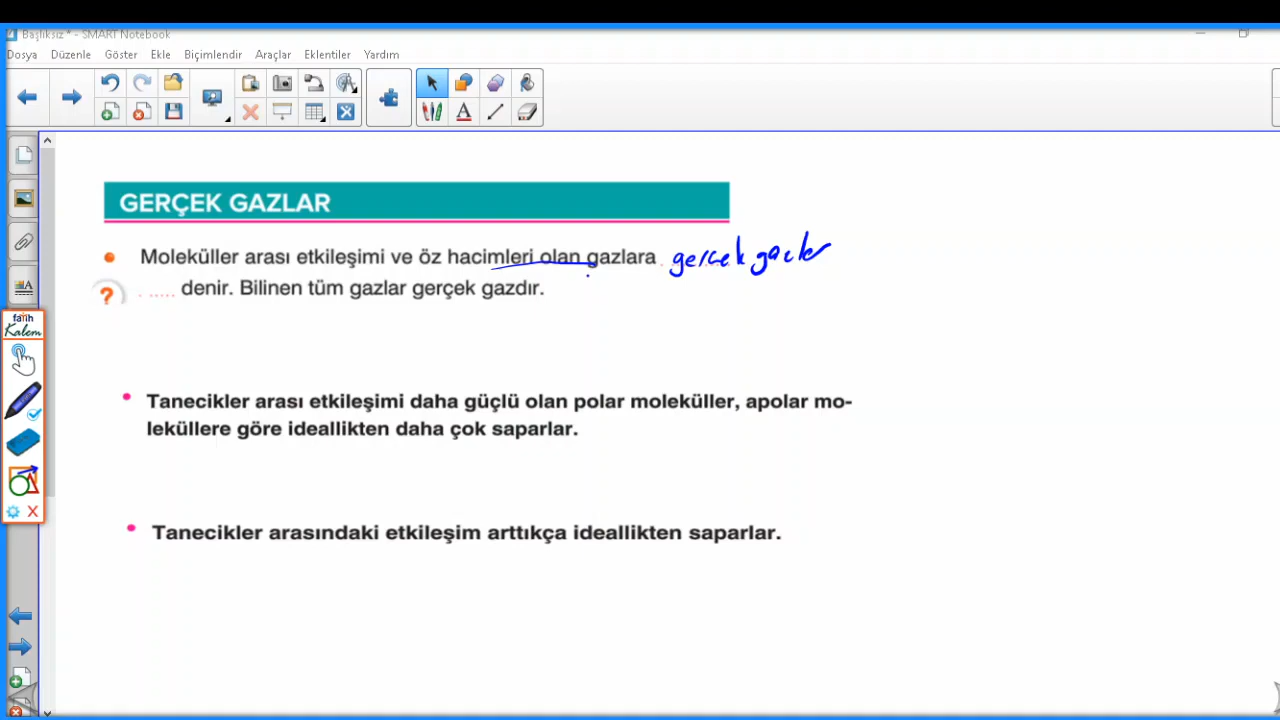 Başlıksız * - SMART Notebook
Dosya Düzenle Göster Ekle Biçimlendir Araçlar Eklentiler Yardım
GERÇEK GAZLAR
• Moleküller arası etkileşimi ve öz hacimleri olan gazlara gerçek gazlar
? ..... denir. Bilinen tüm gazlar gerçek gazdır.
fatih
Kalem
• Tanecikler arası etkileşimi daha güçlü olan polar moleküller, apolar mo-
leküllere göre ideallikten daha çok saparlar.
• Tanecikler arasındaki etkileşim arttıkça ideallikten saparlar.